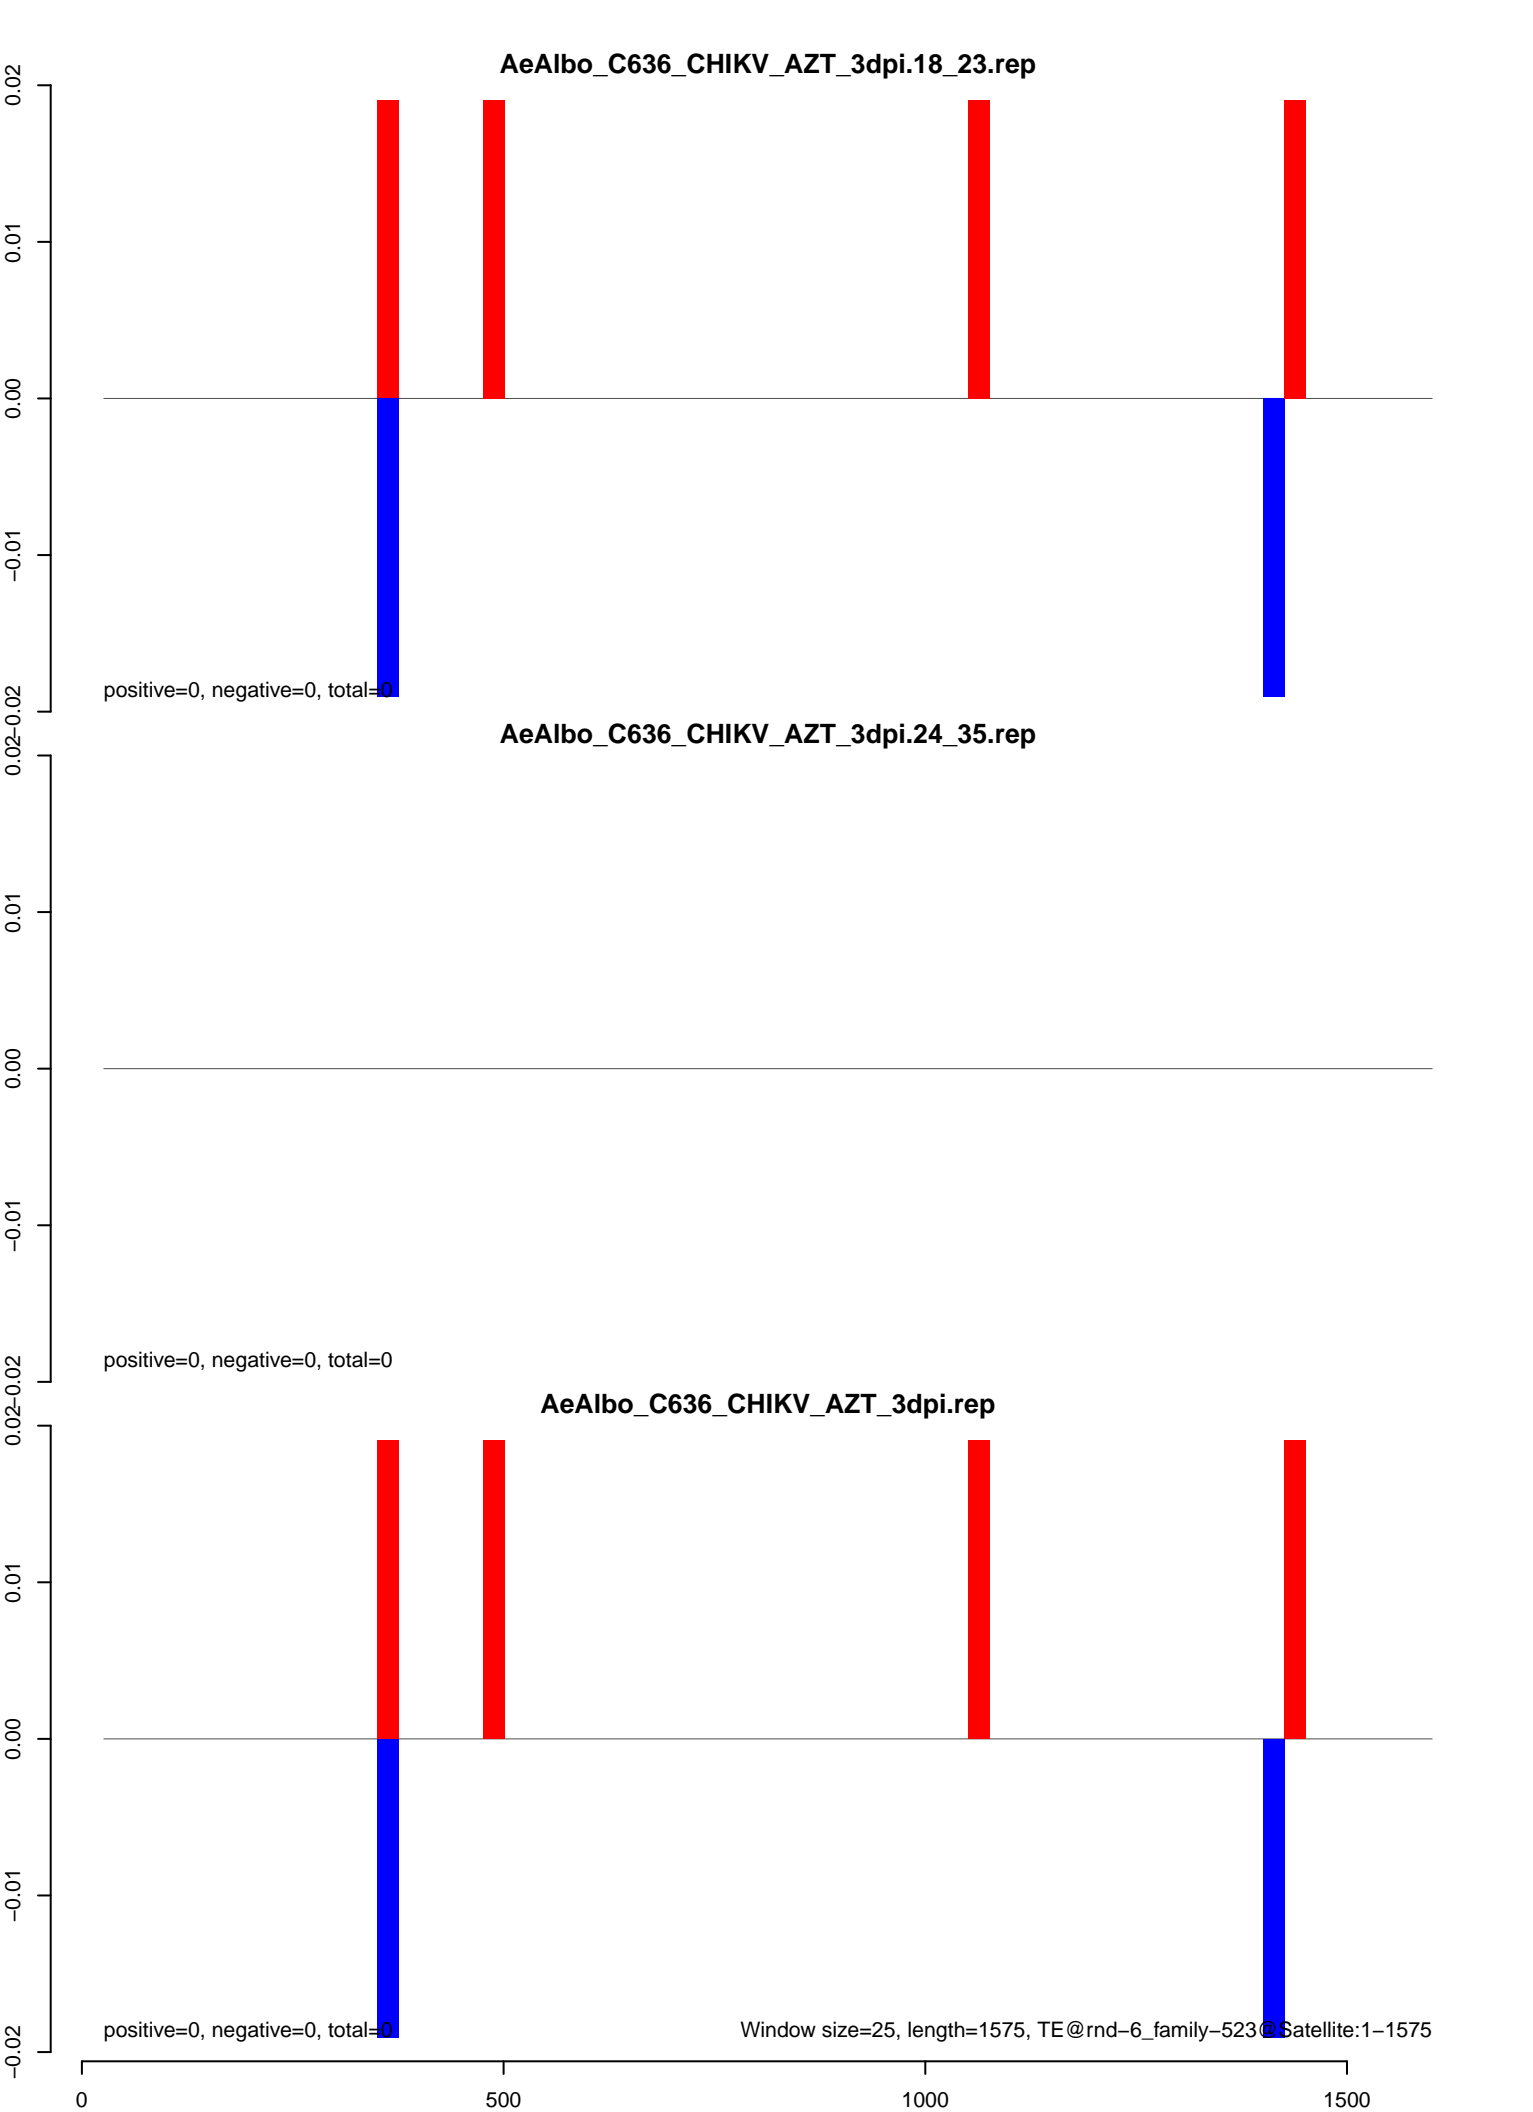 AeAlbo_C636_CHIKV_AZT_3dpi.18_23.rep
0.02
0.01
0.00
−0.01
−0.02
positive=0, negative=0, total=0
AeAlbo_C636_CHIKV_AZT_3dpi.24_35.rep
0.02
0.01
0.00
−0.01
−0.02
positive=0, negative=0, total=0
AeAlbo_C636_CHIKV_AZT_3dpi.rep
0.02
0.01
0.00
−0.01
−0.02
positive=0, negative=0, total=0
Window size=25, length=1575, TE@rnd−6_family−523@Satellite:1−1575
0 500 1000 1500